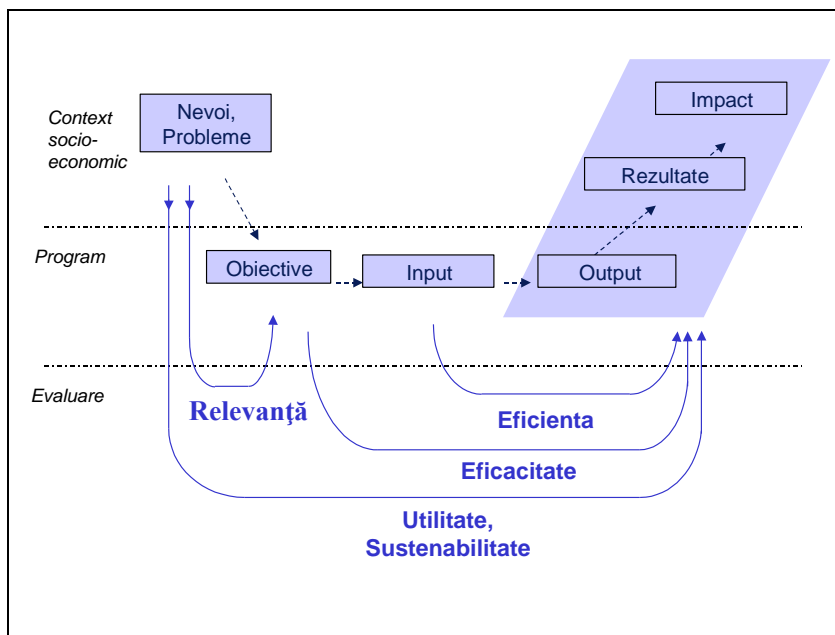 Context
socio-
economic
Nevoi,
Probleme
Impact
Rezultate
Program
Obiective
Input
Output
Evaluare
Relevanţă
Eficienta
Eficacitate
Utilitate,
Sustenabilitate